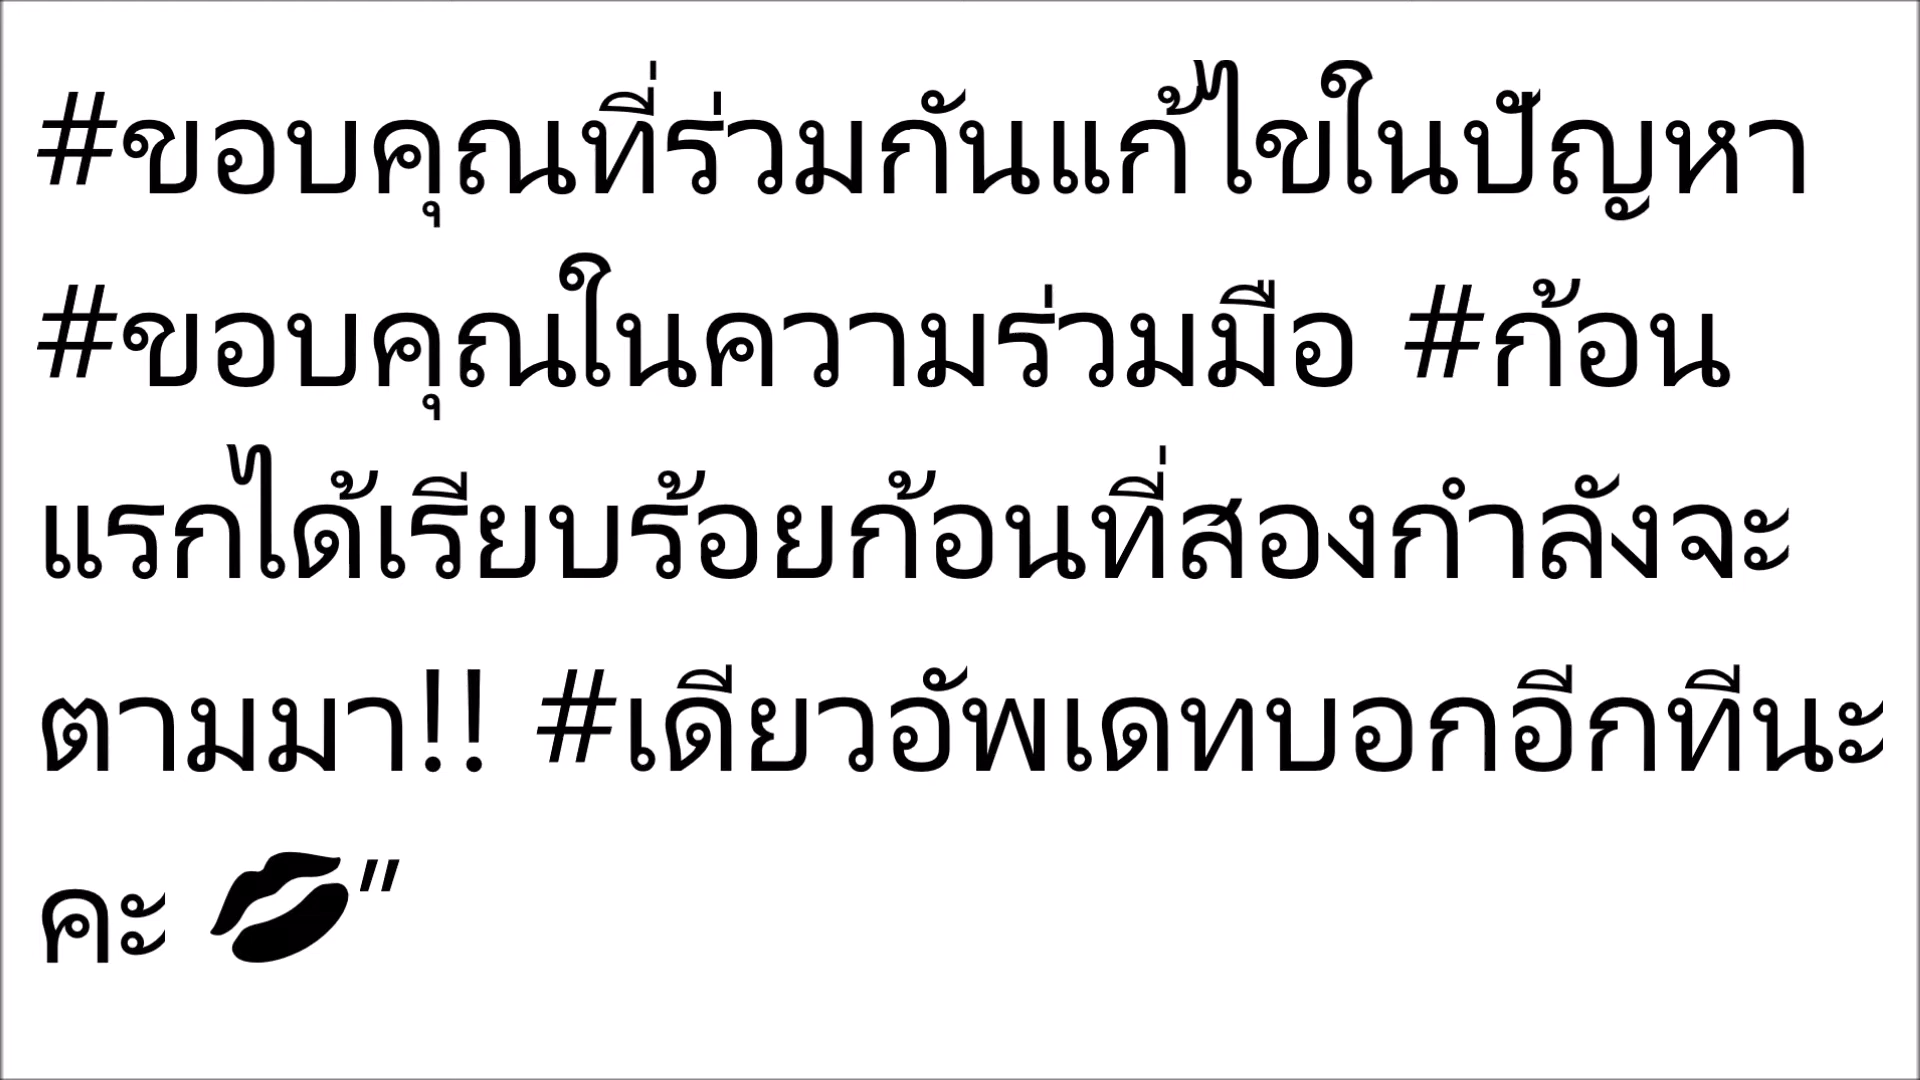 #ขอบคุณที่ร่วมกันแก้ไขในปัญหา
#ขอบคุณในความร่วมมือ #ก้อน
แรกได้เรียบร้อยก้อนที่สองกำลังจะ
ตามมา!! #เดียวอัพเดทบอกอีกทีนะ
คะ 💋"